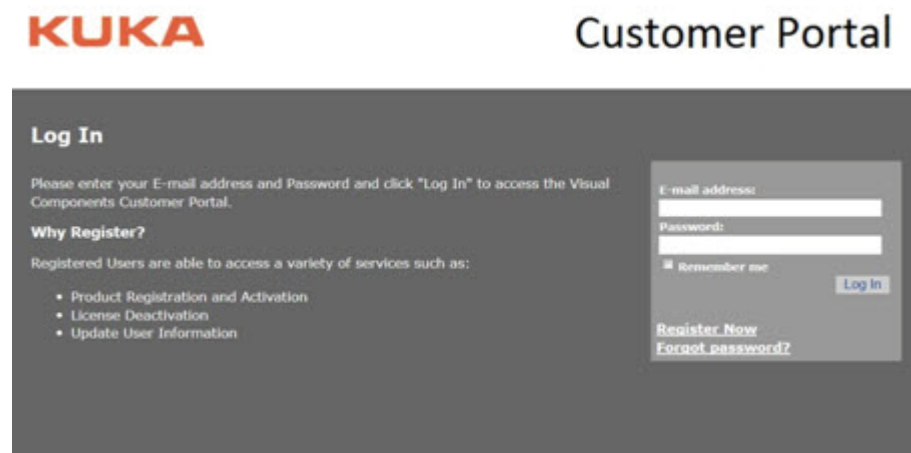 KUKA
Customer Portal
Log In
Please enter your E-mail address and Password and click "Log In" to access the Visual
Components Customer Portal.
Why Register?
Registered Users are able to access a variety of services such as:
• Product Registration and Activation
• License Deactivation
• Update User Information
E-mail address:
Password:
Remember me
Log In
Register Now
Forgot password?